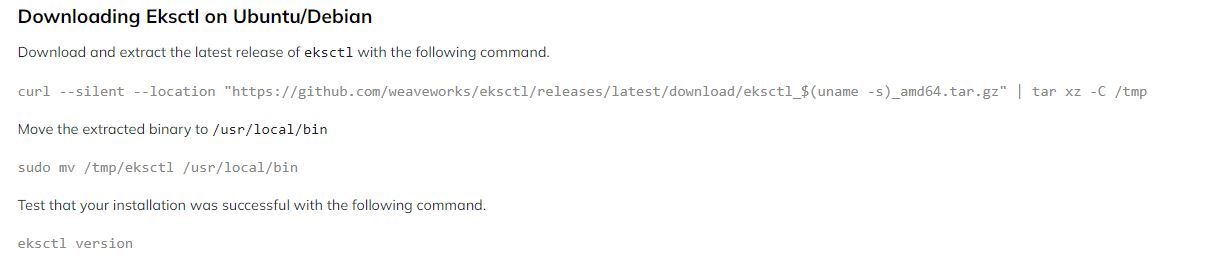 Downloading Eksctl on Ubuntu/Debian
Download and extract the latest release of eksctl with the following command.
curl --silent --location "https://github.com/weaveworks/eksctl/releases/latest/download/eksctl_$(uname -s)_amd64.tar.gz" | tar xz -C /tmp
Move the extracted binary to /usr/local/bin
sudo mv /tmp/eksctl /usr/local/bin
Test that your installation was successful with the following command.
eksctl version